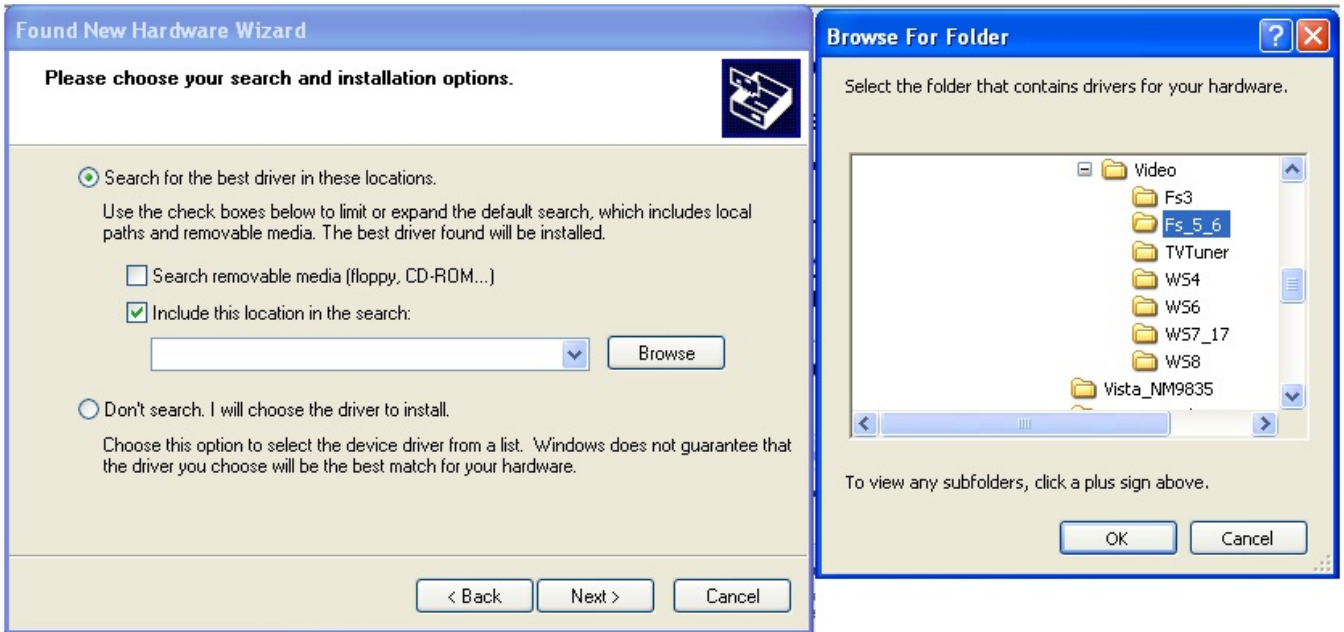 Found New Hardware Wizard
Please choose your search and installation options.
Search for the best driver in these locations.
Use the check boxes below to limit or expand the default search, which includes local
paths and removable media. The best driver found will be installed.
Search removable media (floppy, CD-ROM...)
Include this location in the search:
Browse
Don't search. I will choose the driver to install.
Choose this option to select the device driver from a list. Windows does not guarantee that
the driver you choose will be the best match for your hardware.
< Back
Next >
Cancel
Browse For Folder
Select the folder that contains drivers for your hardware.
Video
Fs3
Fs_5_6
TVTuner
WS4
WS6
WS7_17
WS8
Vista_NM9835
To view any subfolders, click a plus sign above.
OK
Cancel